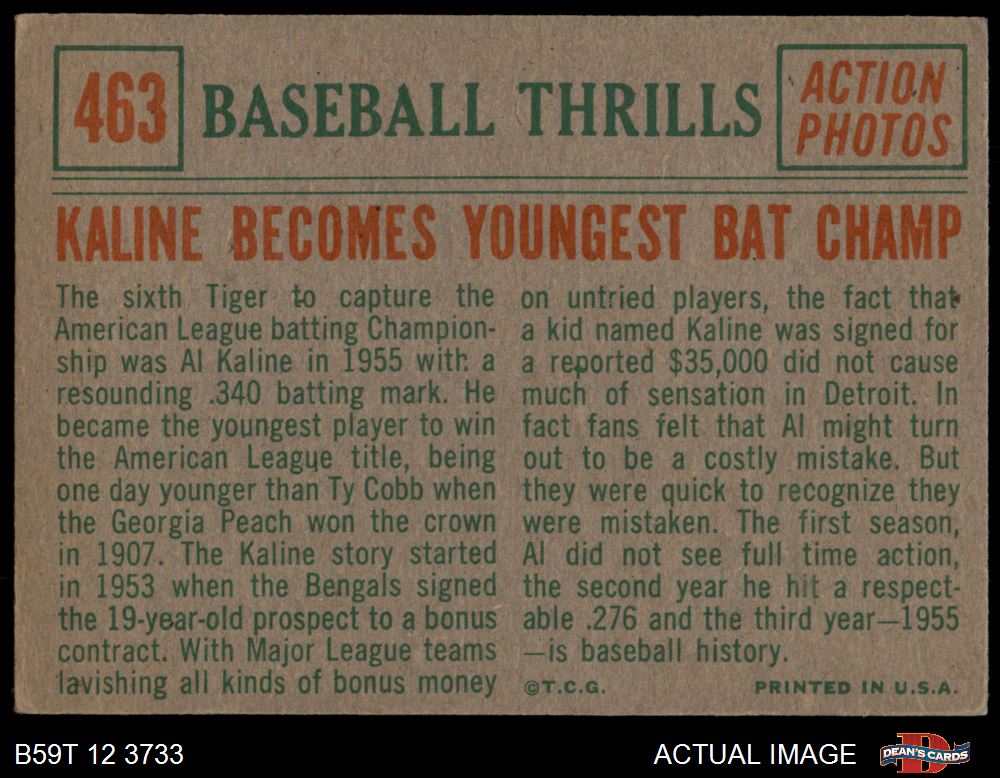 463
BASEBALL THRILLS
ACTION
PHOTOS
KALINE BECOMES YOUNGEST BAT CHAMP
The sixth Tiger to capture the
American League batting Champion-
ship was Al Kaline in 1955 with a
resounding .340 batting mark. He
became the youngest player to win
the American League title, being
one day younger than Ty Cobb when
the Georgia Peach won the crown
in 1907. The Kaline story started
in 1953 when the Bengals signed
the 19-year-old prospect to a bonus
contract. With Major League teams
lavishing all kinds of bonus money
on untried players, the fact that
a kid named Kaline was signed for
a reported $35,000 did not cause
much of sensation in Detroit. In
fact fans felt that Al might turn
out to be a costly mistake. But
they were quick to recognize they
were mistaken. The first season,
Al did not see full time action,
the second year he hit a respect-
able .276 and the third year—1955
—is baseball history.
©T.C.G.
PRINTED IN U.S.A.
B59T 12 3733
ACTUAL IMAGE
DEAN'S CARDS